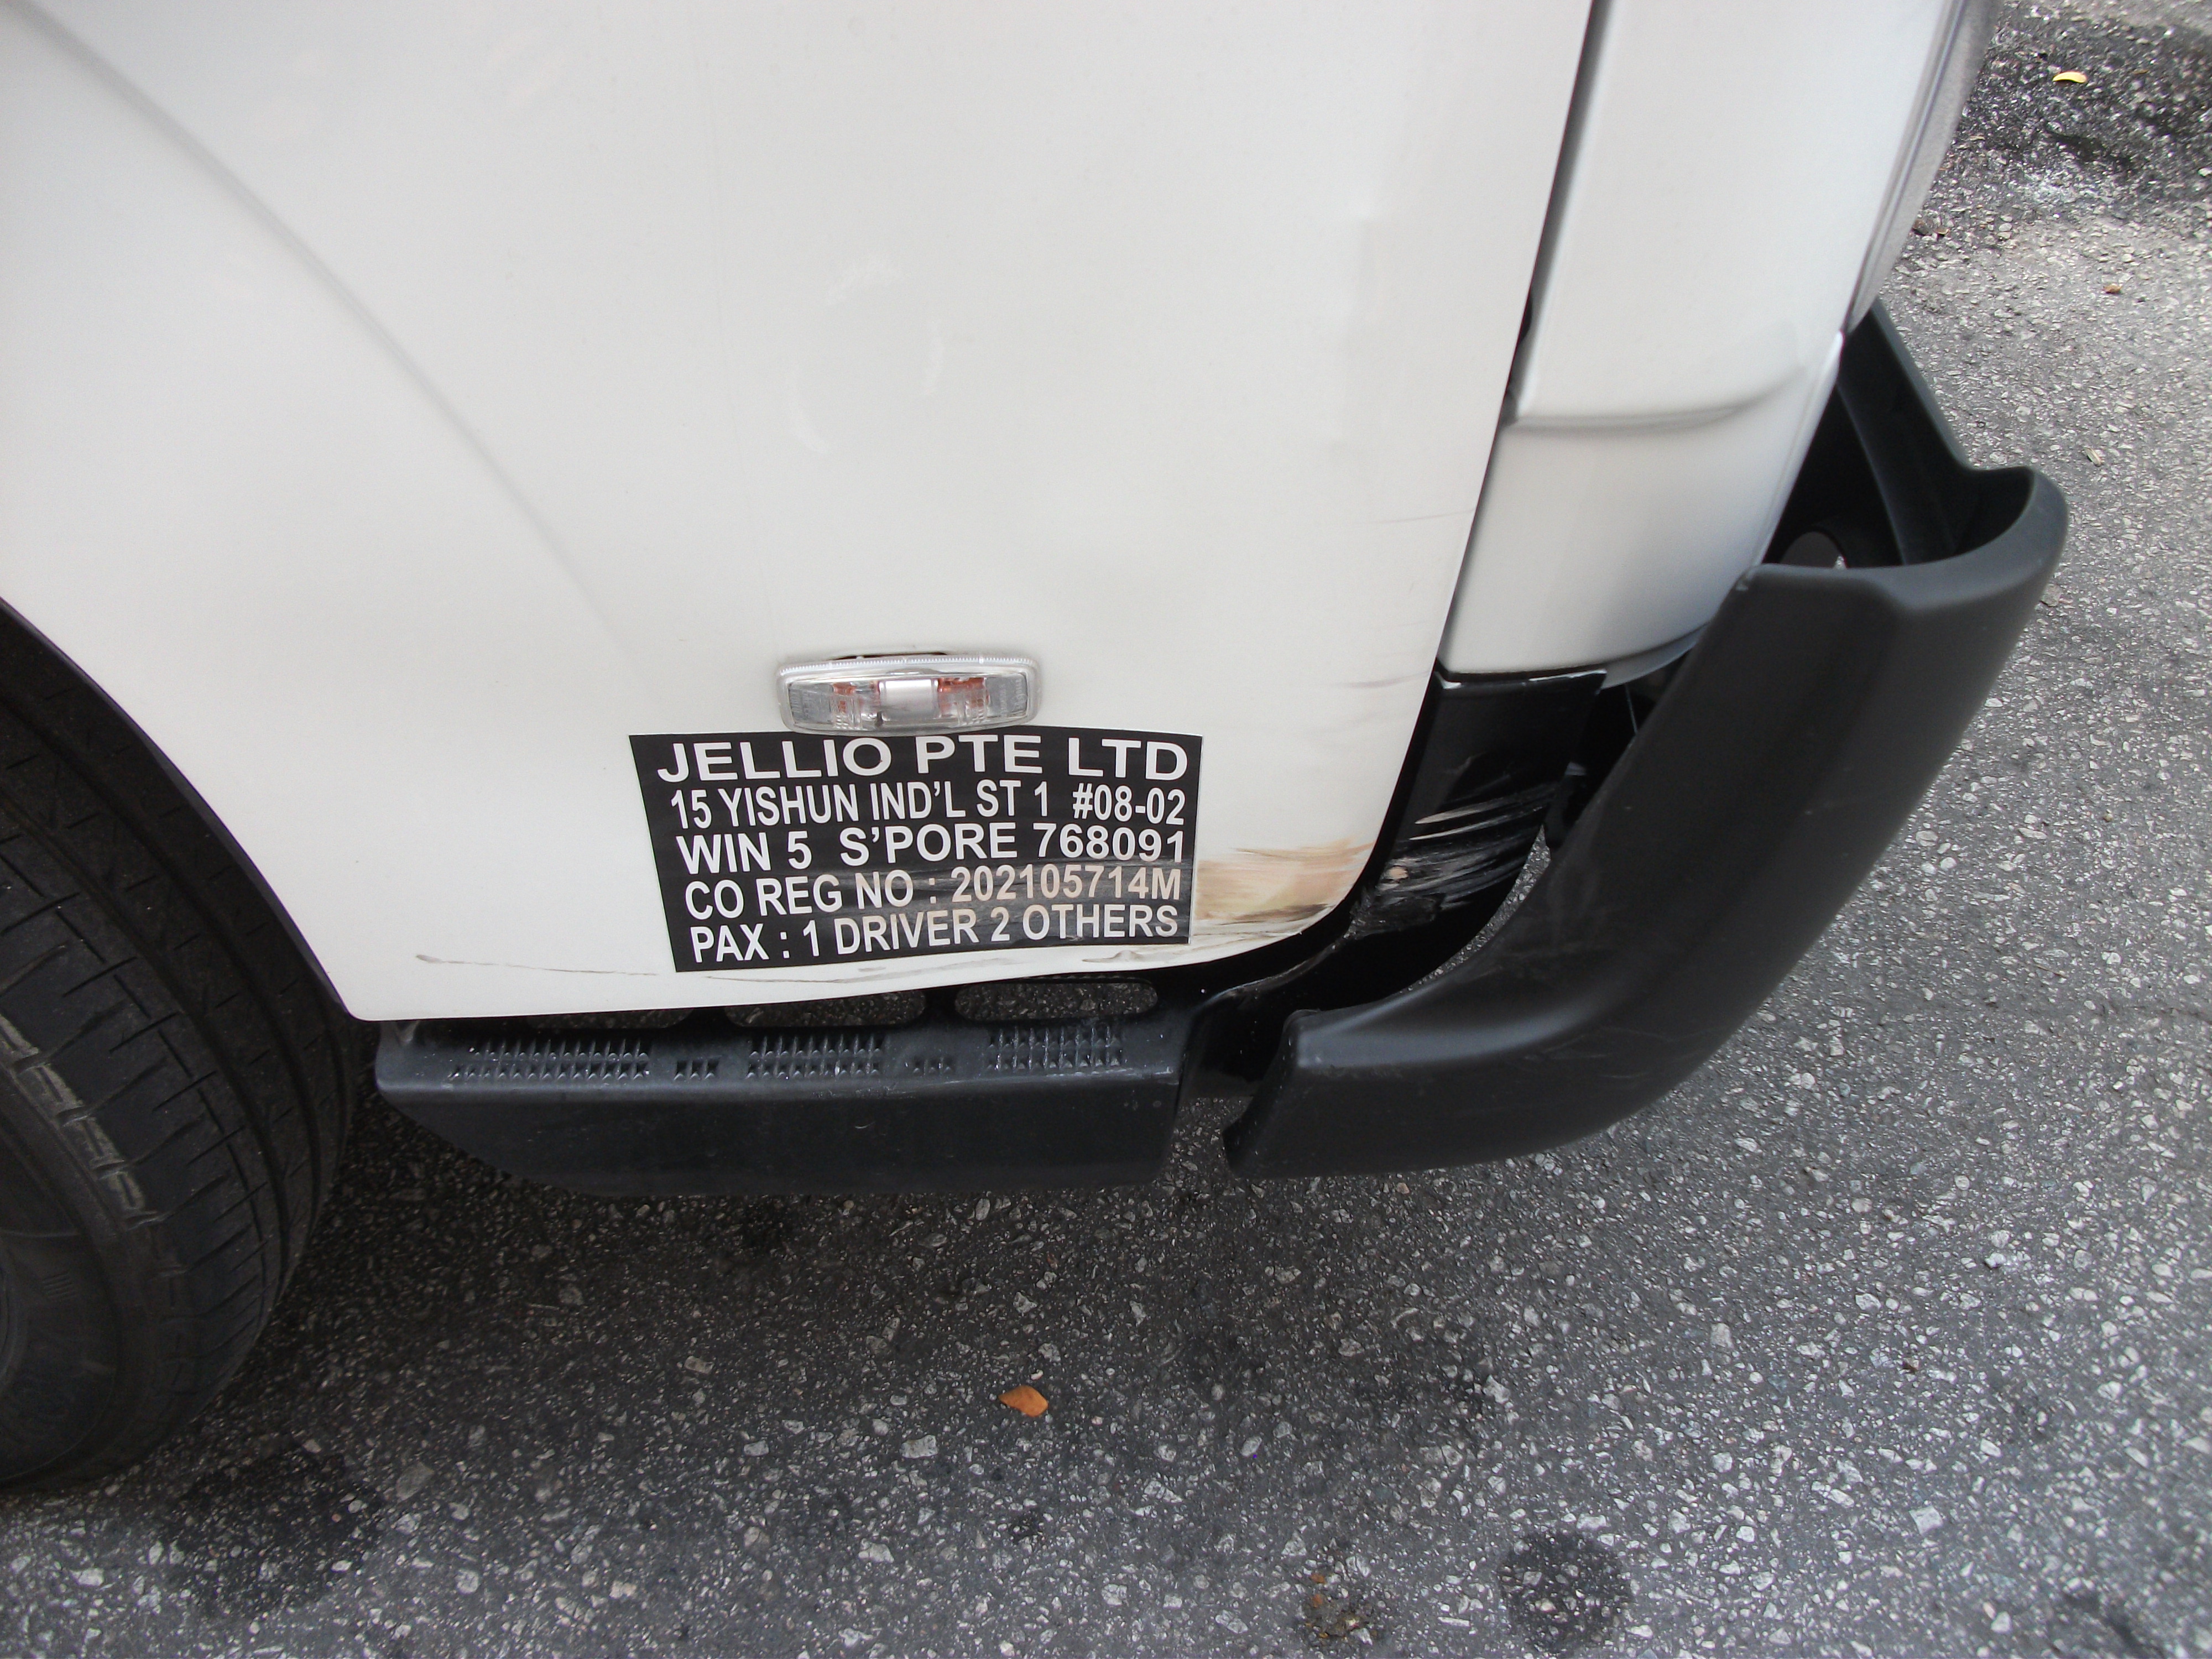 JELLIO PTE LTD
15 YISHUN IND'L ST 1 #08-02
WIN 5 S'PORE 768091
CO REG NO : 202105714M
PAX : 1 DRIVER 2 OTHERS